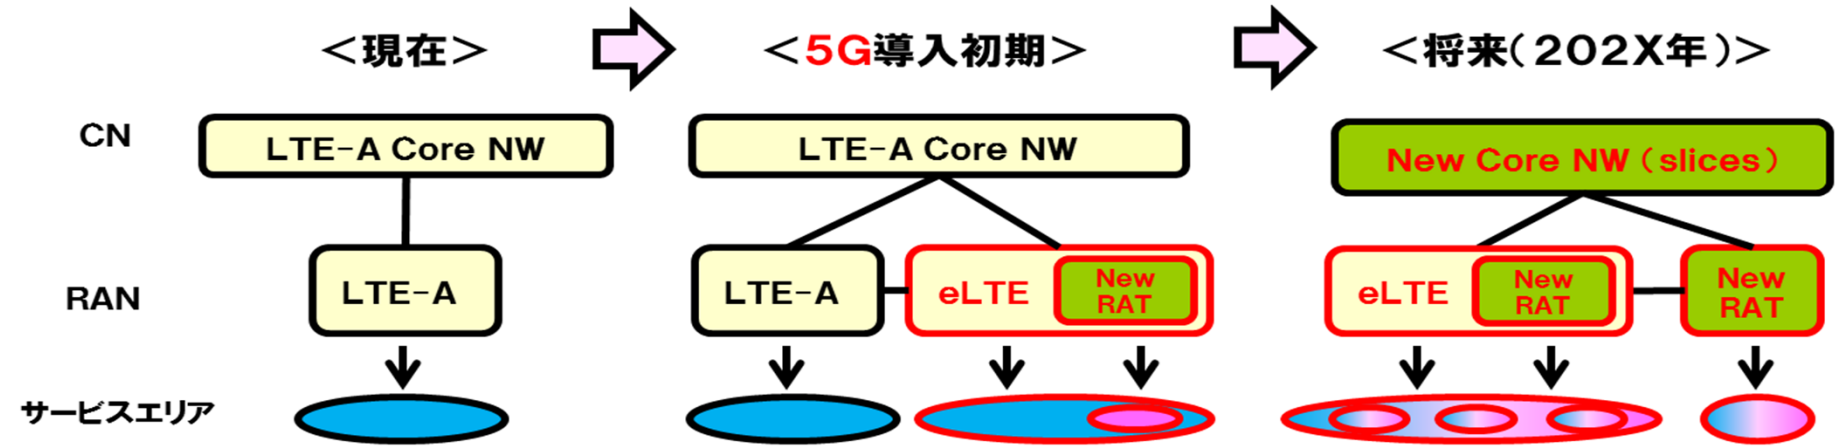 ＜現在＞
＜5G導入初期＞
＜将来(202X年)＞
CN
LTE-A Core NW
LTE-A Core NW
New Core NW (slices)
RAN
LTE-A
LTE-A
eLTE
New
RAT
eLTE
New
RAT
New
RAT
サービスエリア